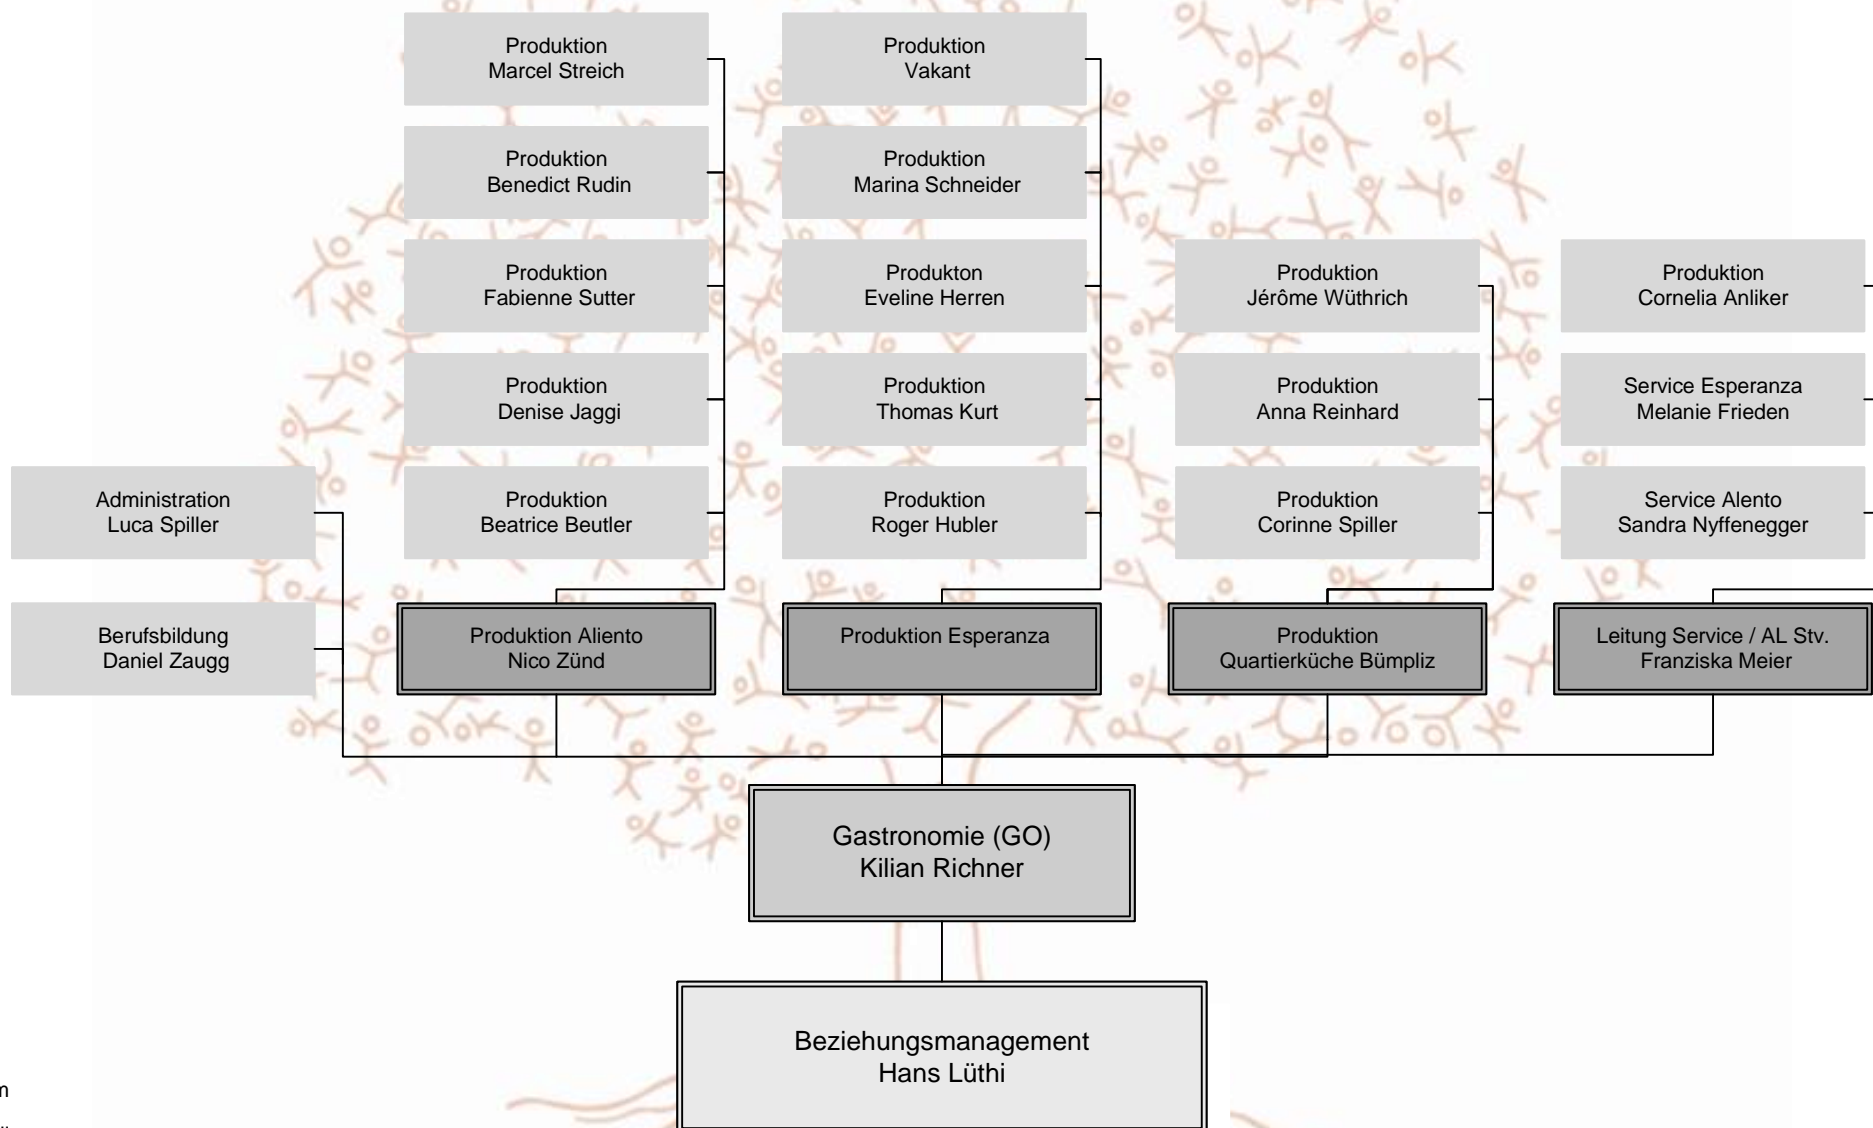 Produktion
Marcel Streich
Produktion
Vakant
Produktion
Benedict Rudin
Produktion
Marina Schneider
Produktion
Fabienne Sutter
Produkton
Eveline Herren
Produktion
Jérôme Wüthrich
Produktion
Cornelia Anliker
Produktion
Denise Jaggi
Produktion
Thomas Kurt
Produktion
Anna Reinhard
Service Esperanza
Melanie Frieden
Administration
Luca Spiller
Produktion
Beatrice Beutler
Produktion
Roger Hubler
Produktion
Corinne Spiller
Service Alento
Sandra Nyffenegger
Berufsbildung
Daniel Zaugg
Produktion Aliento
Nico Zünd
Produktion Esperanza
Produktion
Quartierküche Bümpliz
Leitung Service / AL Stv.
Franziska Meier
Gastronomie (GO)
Kilian Richner
Beziehungsmanagement
Hans Lüthi